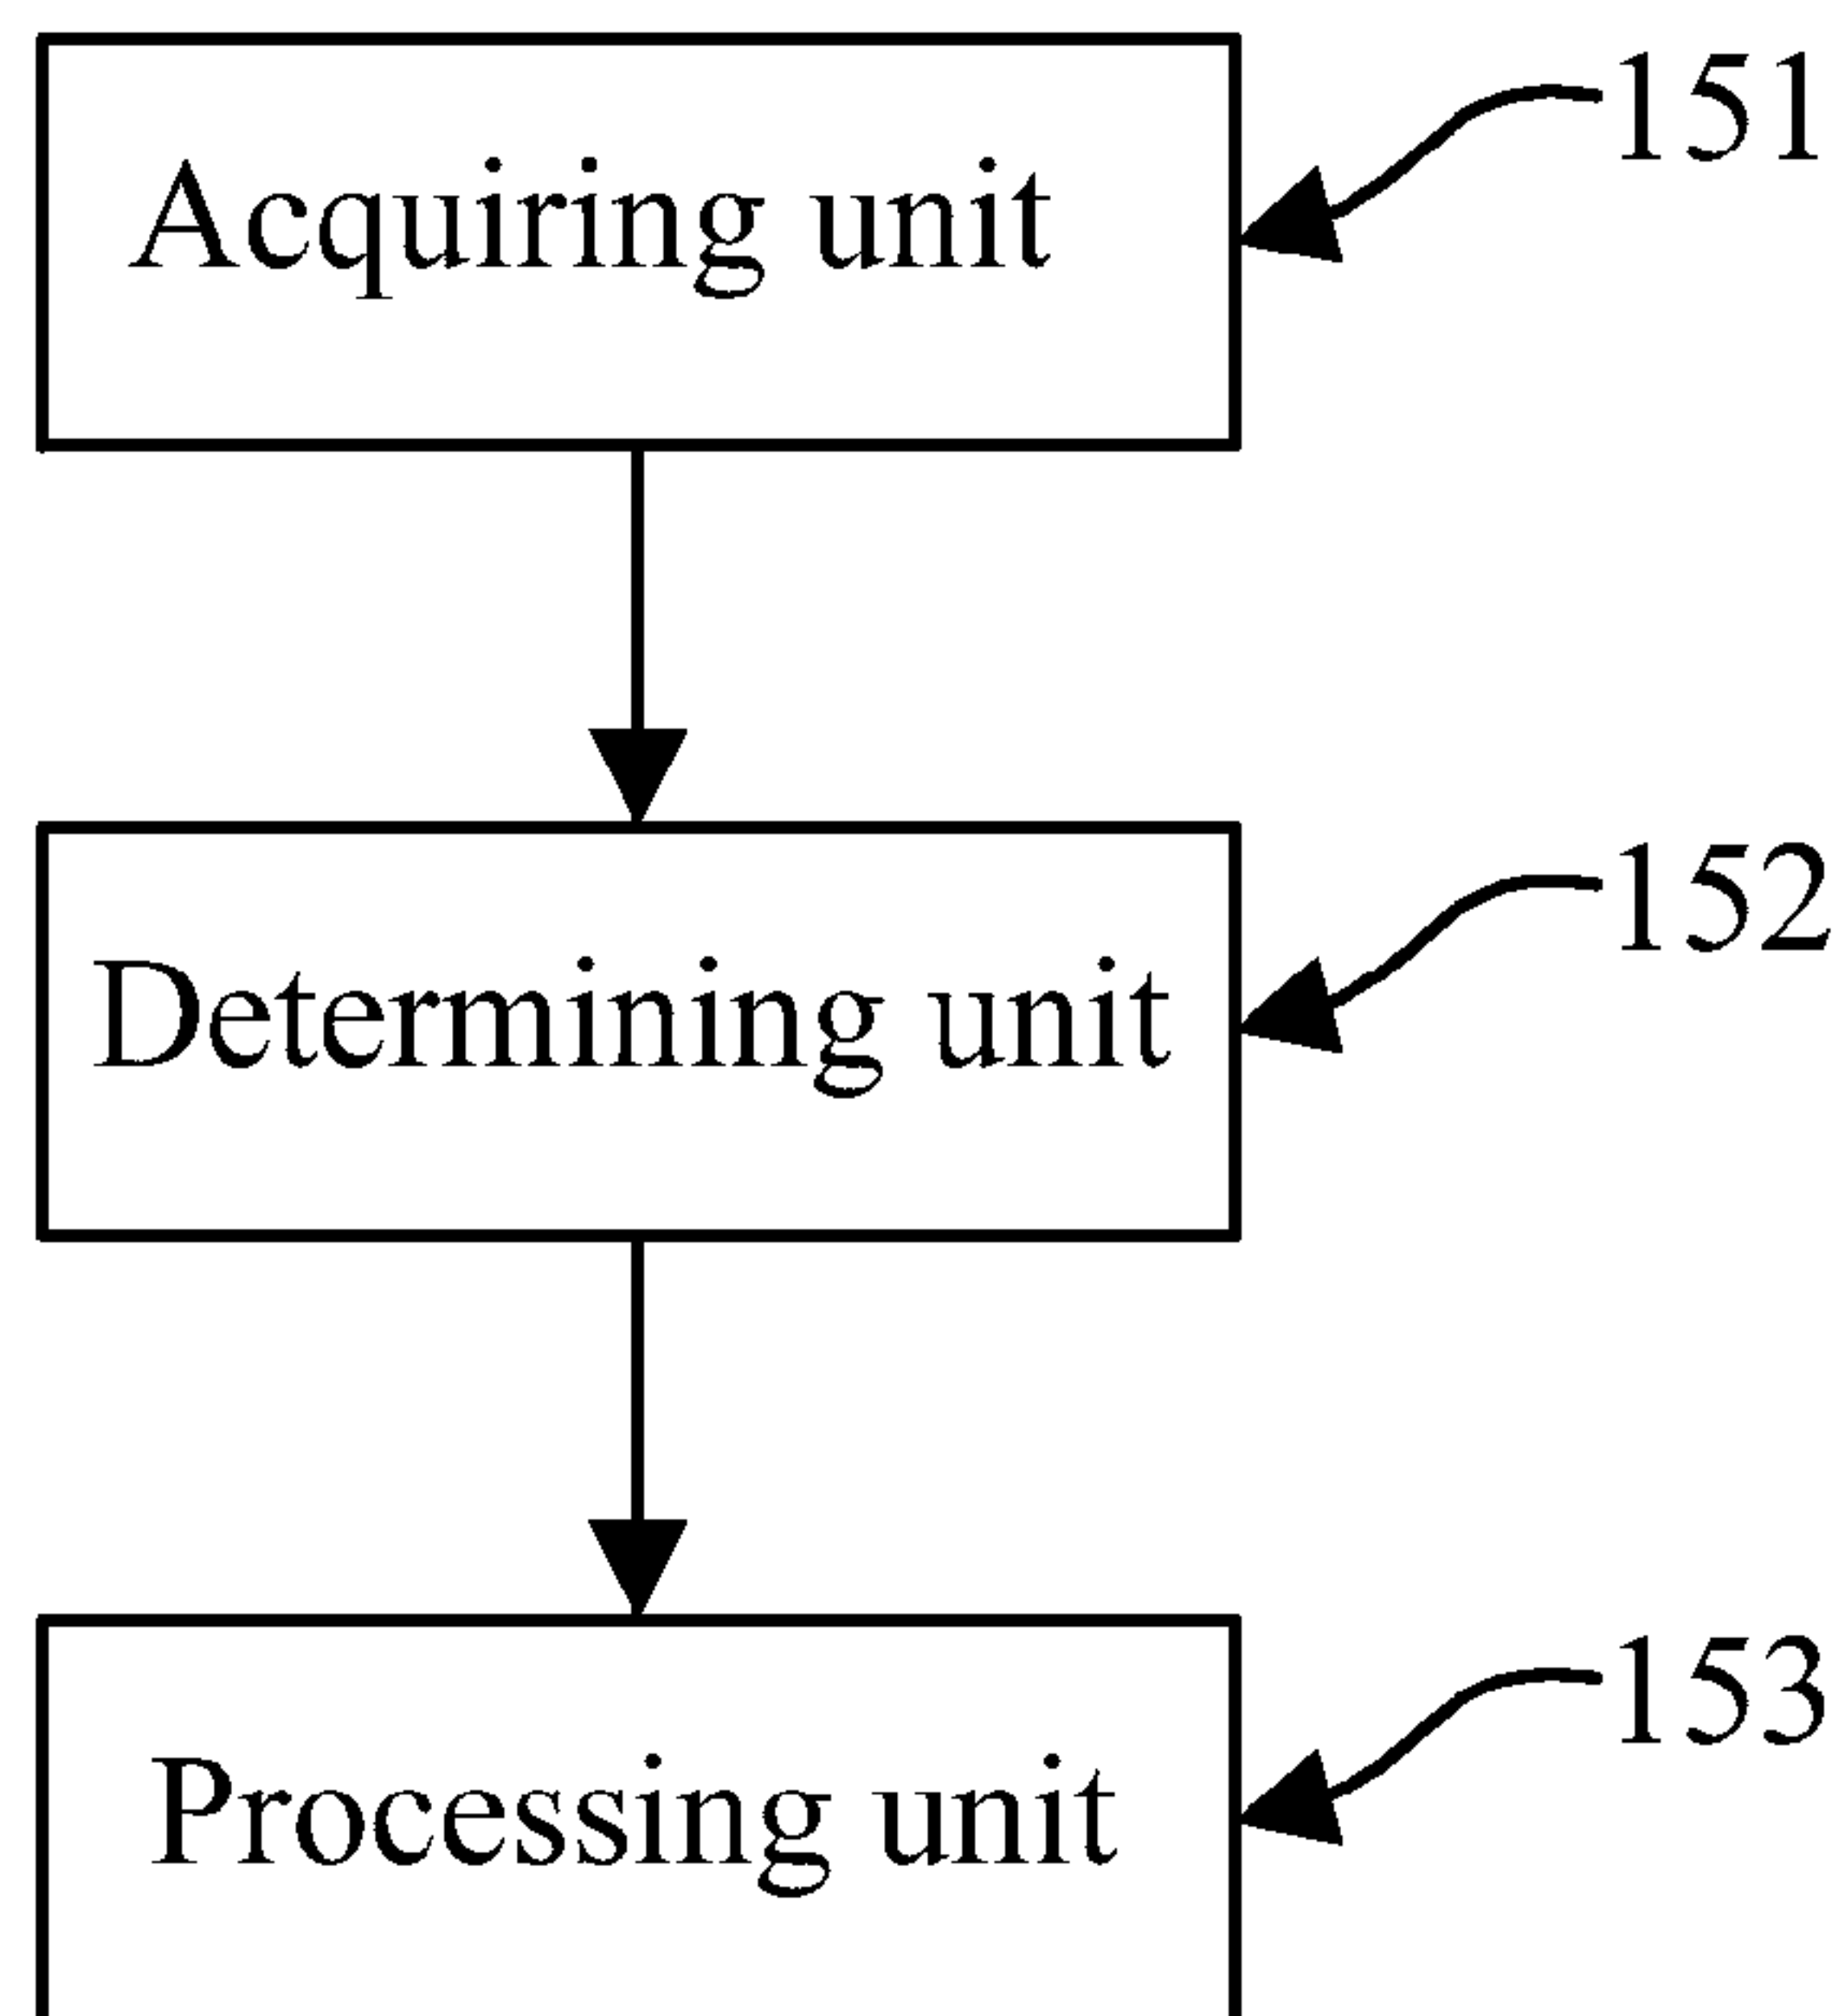 Acquiring unit
151
Determining unit
152
Processing unit
153